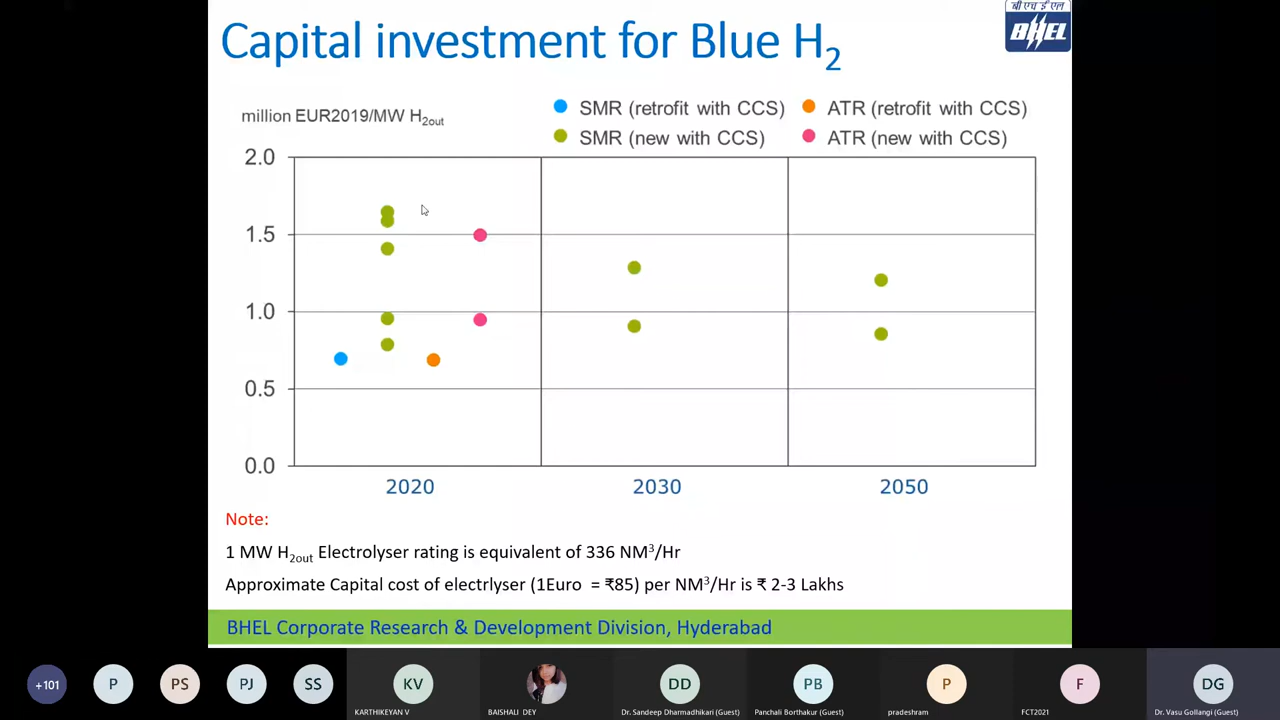 Capital investment for Blue H2
बी एच ई एल
BHEL
million EUR2019/MW H2out
SMR (retrofit with CCS)
ATR (retrofit with CCS)
SMR (new with CCS)
ATR (new with CCS)
2.0
1.5
1.0
0.5
0.0
2020
2030
2050
Note:
1 MW H2out Electrolyser rating is equivalent of 336 NM3/Hr
Approximate Capital cost of electrlyser (1Euro = ₹85) per NM3/Hr is ₹ 2-3 Lakhs
BHEL Corporate Research & Development Division, Hyderabad
+101
P
PS
PJ
SS
KV
DD
PB
P
F
DG
KARTHIKEYAN V
BAISHALI DEY
Dr. Sandeep Dharmadhikari (Guest)
Panchali Borthakur (Guest)
pradeshram
FCT2021
Dr. Vasu Gollangi (Guest)